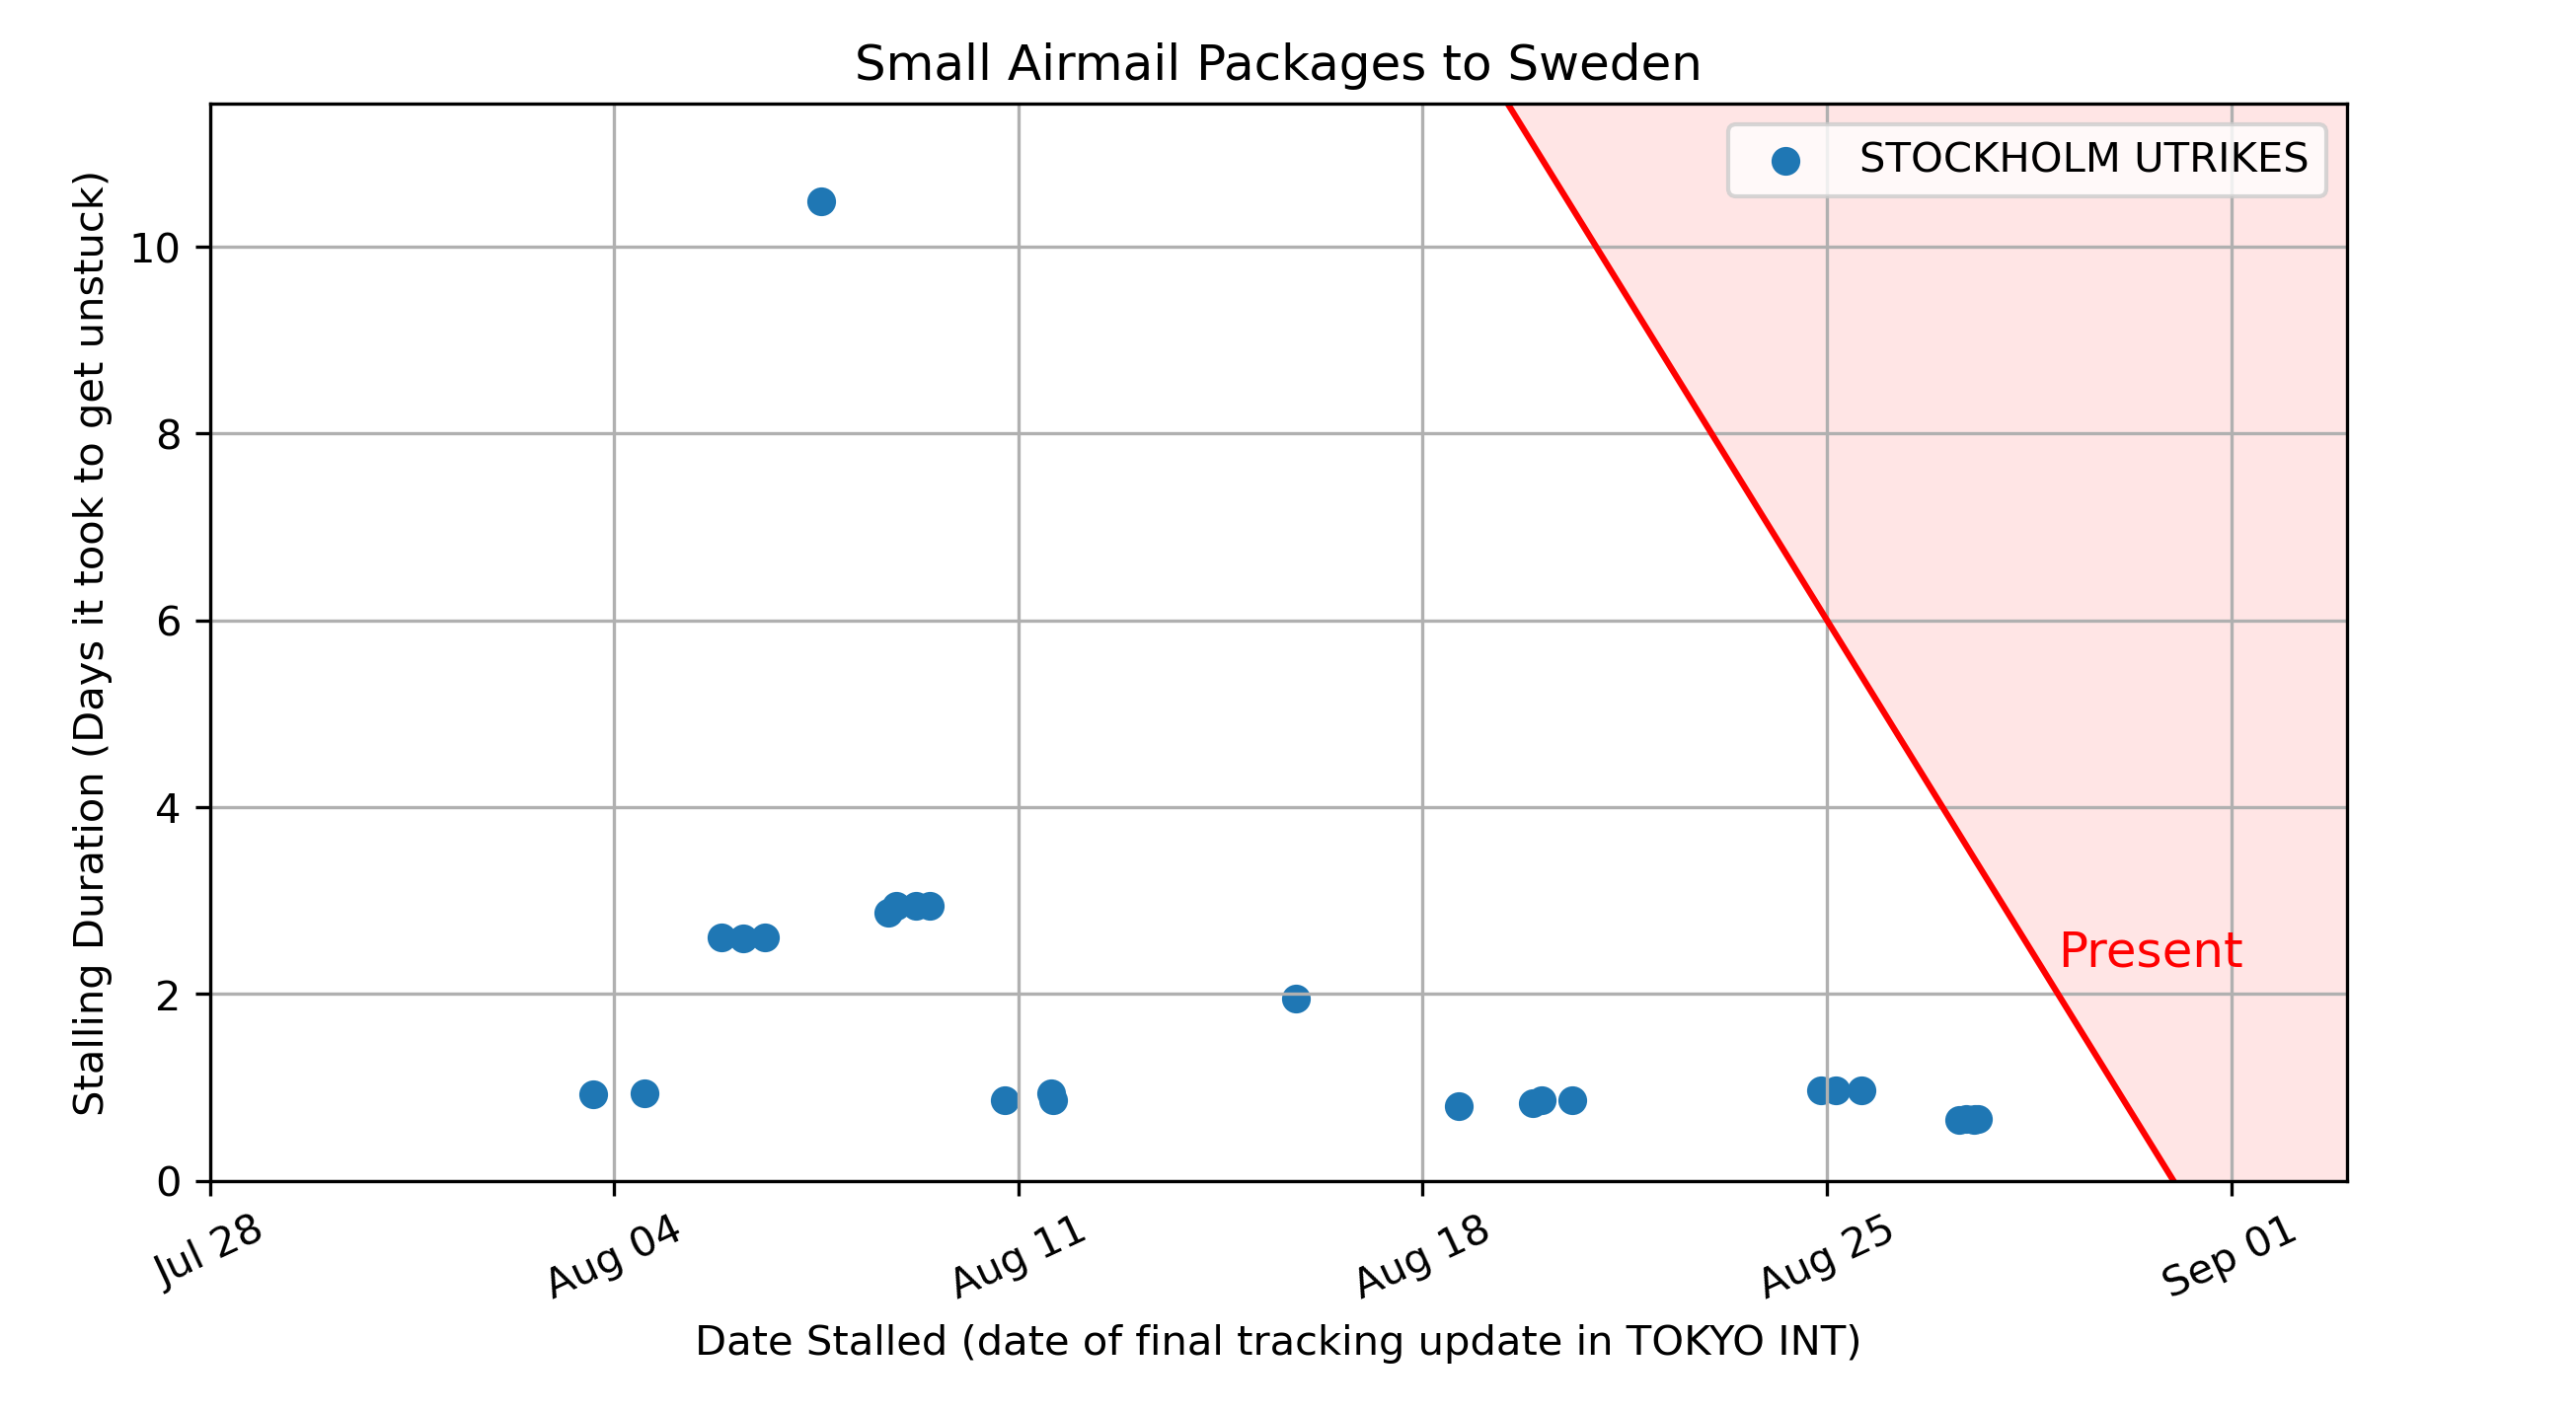 Small Airmail Packages to Sweden
STOCKHOLM UTRIKES
Stalling Duration (Days it took to get unstuck)
10
8
6
4
2
0
Present
Jul 28
Aug 04
Aug 11
Aug 18
Aug 25
Sep 01
Date Stalled (date of final tracking update in TOKYO INT)